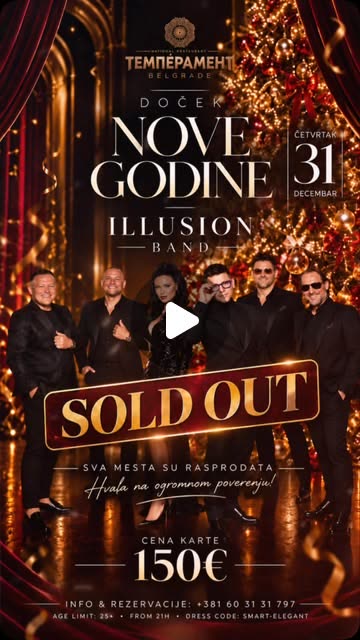 NATIONAL RESTAURANT
ТЕМПЕРАМЕНТ
BELGRADE
DOČEK
NOVE
GODINE
ČETVRTAK
31
DECEMBAR
ILLUSION
BAND
SOLD OUT
SVA MESTA SU RASPRODATA
Hvala na ogromnom poverenju!
CENA KARTE
150€
INFO & REZERVACIJE: +381 60 31 31 797
AGE LIMIT: 25+ • FROM 21H • DRESS CODE: SMART-ELEGANT